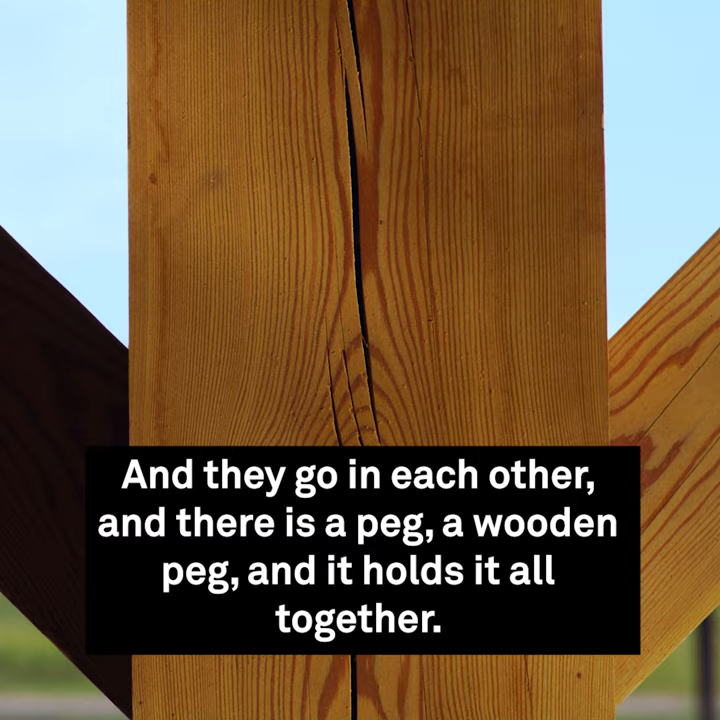 And they go in each other,
and there is a peg, a wooden
peg, and it holds it all
together.